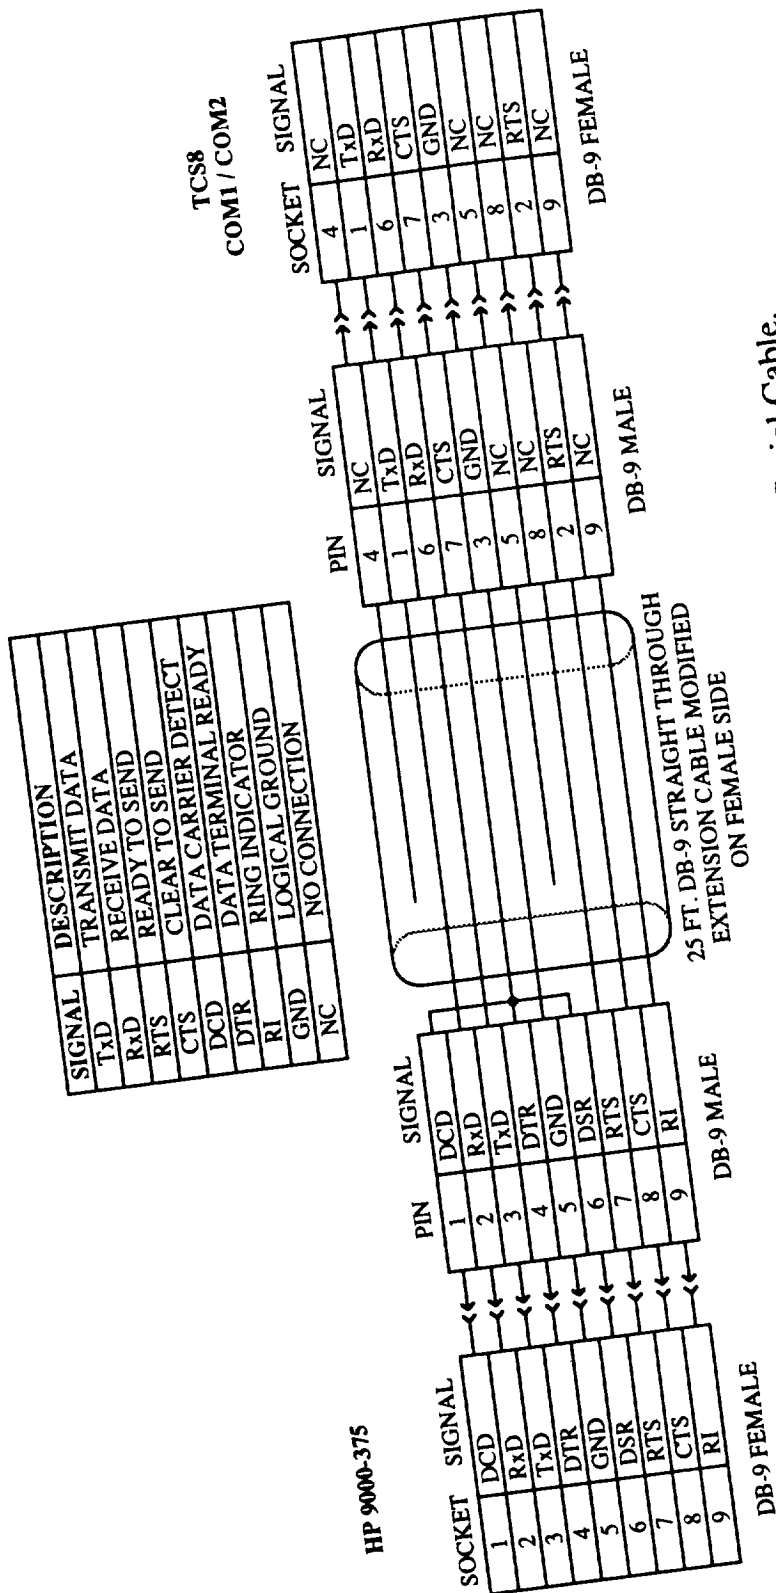 SIGNAL DESCRIPTION
TxD TRANSMIT DATA
RxD RECEIVE DATA
RTS READY TO SEND
CTS CLEAR TO SEND
DCD DATA CARRIER DETECT
DTR DATA TERMINAL READY
RI RING INDICATOR
GND LOGICAL GROUND
NC NO CONNECTION
HP 9000-375
SOCKET SIGNAL
1 DCD
2 RxD
3 TxD
4 DTR
5 GND
6 DSR
7 RTS
8 CTS
9 RI
DB-9 FEMALE
PIN SIGNAL
1 DCD
2 RxD
3 TxD
4 DTR
5 GND
6 DSR
7 RTS
8 CTS
9 RI
DB-9 MALE
25 FT. DB-9 STRAIGHT THROUGH
EXTENSION CABLE MODIFIED
ON FEMALE SIDE
PIN SIGNAL
4 NC
1 TxD
6 RxD
7 CTS
3 GND
5 NC
8 NC
2 RTS
9 NC
DB-9 MALE
TCS8
COM1 / COM2
SOCKET SIGNAL
4 NC
1 TxD
6 RxD
7 CTS
3 GND
5 NC
8 NC
2 RTS
9 NC
DB-9 FEMALE
Cable.